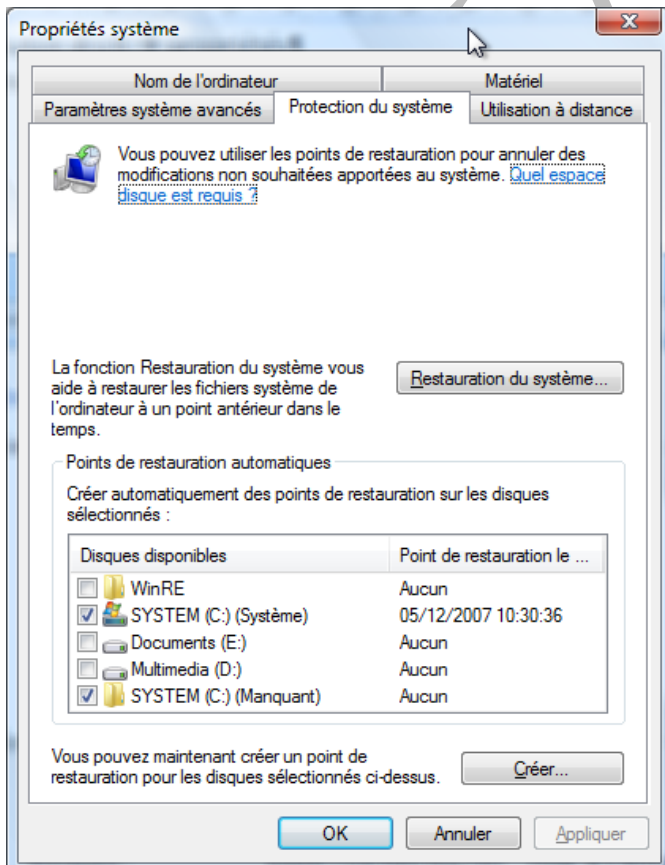 Propriétés système
Nom de l'ordinateur
Matériel
Paramètres système avancés
Protection du système
Utilisation à distance
Vous pouvez utiliser les points de restauration pour annuler des
modifications non souhaitées apportées au système. Quel espace
disque est requis ?
La fonction Restauration du système vous
aide à restaurer les fichiers système de
l'ordinateur à un point antérieur dans le
temps.
Restauration du système...
Points de restauration automatiques
Créer automatiquement des points de restauration sur les disques
sélectionnés :
Disques disponibles
Point de restauration le ...
WinRE
Aucun
SYSTEM (C:) (Système)
05/12/2007 10:30:36
Documents (E:)
Aucun
Multimedia (D:)
Aucun
SYSTEM (C:) (Manquant)
Aucun
Vous pouvez maintenant créer un point de
restauration pour les disques sélectionnés ci-dessus.
Créer...
OK
Annuler
Appliquer